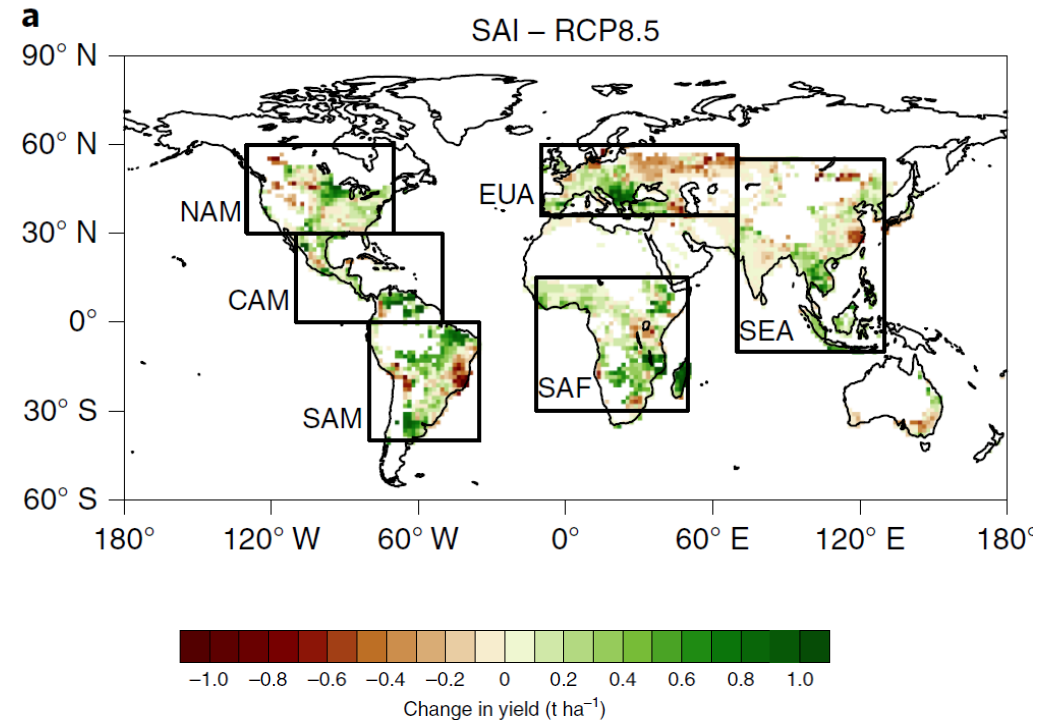 a
SAI – RCP8.5
90° N
60° N
30° N
0°
30° S
60° S
NAM
CAM
SAM
EUA
SAF
SEA
180° 120° W 60° W 0° 60° E 120° E 180°
–1.0 –0.8 –0.6 –0.4 –0.2 0 0.2 0.4 0.6 0.8 1.0
Change in yield (t ha⁻¹)